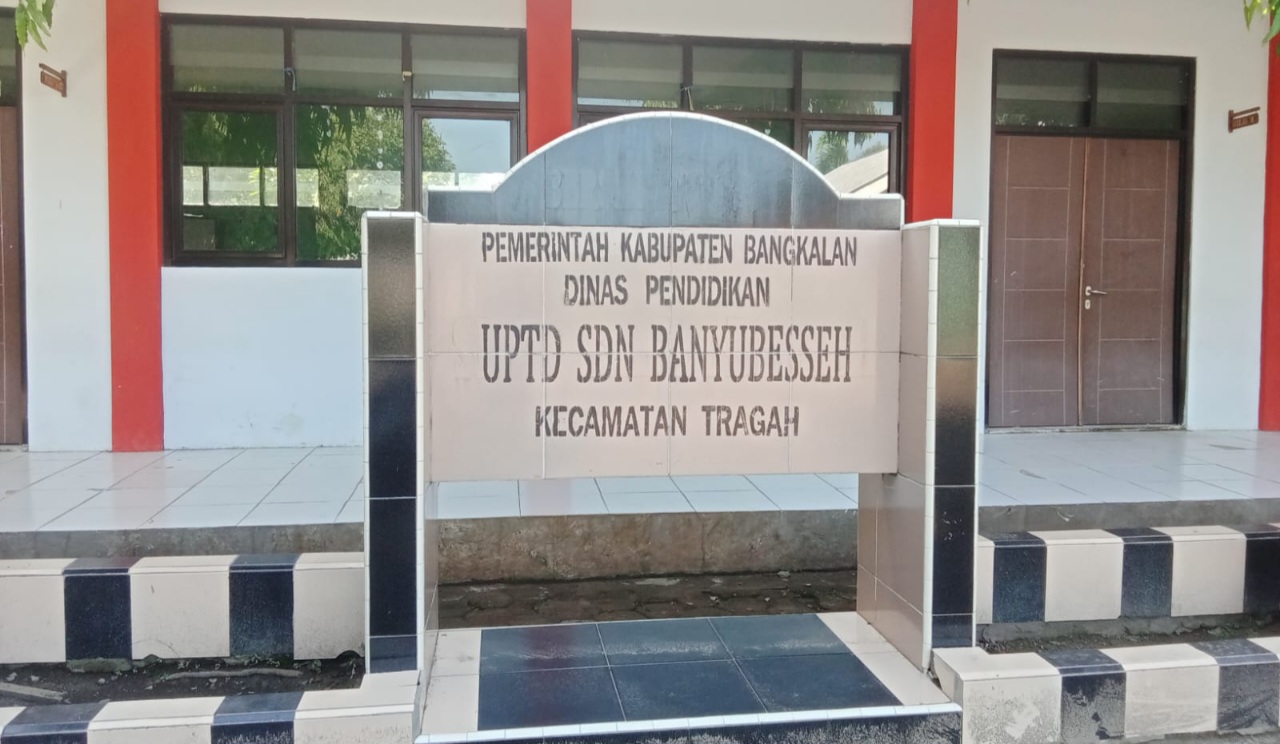 PEMERINTAH KABUPATEN BANGKALAN
DINAS PENDIDIKAN
UPTD SDN BANYUBESSEH
KECAMATAN TRAGAH